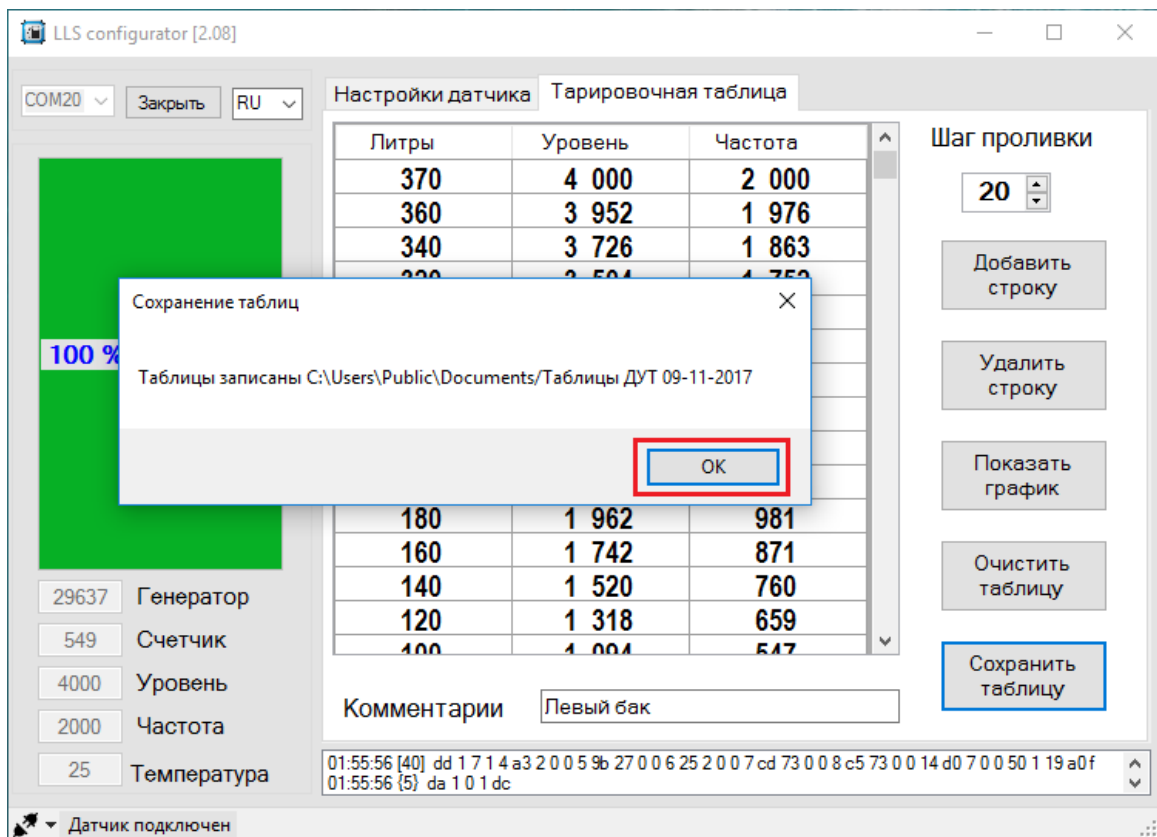 LLS configurator [2.08]
COM20 Закрыть RU
Настройки датчика Тарировочная таблица
Литры Уровень Частота
370 4 000 2 000
360 3 952 1 976
340 3 726 1 863
Шаг проливки
20
Добавить
строку
Удалить
строку
Показать
график
Очистить
таблицу
Сохранить
таблицу
100 %
Сохранение таблиц
Таблицы записаны C:\Users\Public\Documents/Таблицы ДУТ 09-11-2017
OK
180 1 962 981
160 1 742 871
140 1 520 760
120 1 318 659
100 1 094 547
29637 Генератор
549 Счетчик
4000 Уровень
2000 Частота
25 Температура
Комментарии Левый бак
01:55:56 [40] dd 1 7 1 4 a3 2 0 0 5 9b 27 0 0 6 25 2 0 0 7 cd 73 0 0 8 c5 73 0 0 14 d0 7 0 0 50 1 19 a0 f
01:55:56 {5} da 1 0 1 dc
Датчик подключен